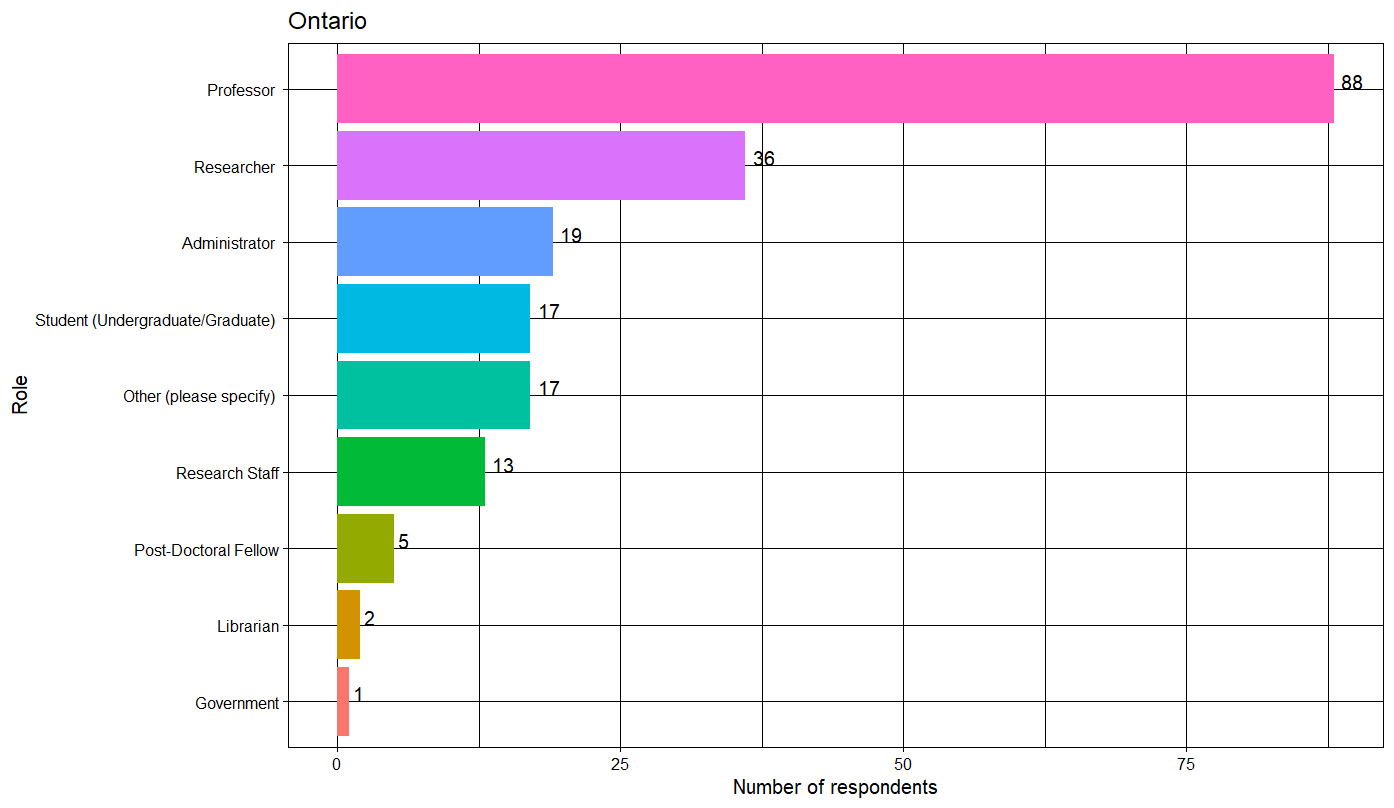 Ontario
Professor 88
Researcher 36
Administrator 19
Student (Undergraduate/Graduate) 17
Other (please specify) 17
Research Staff 13
Post-Doctoral Fellow 5
Librarian 2
Government 1
Role
0 25 50 75
Number of respondents